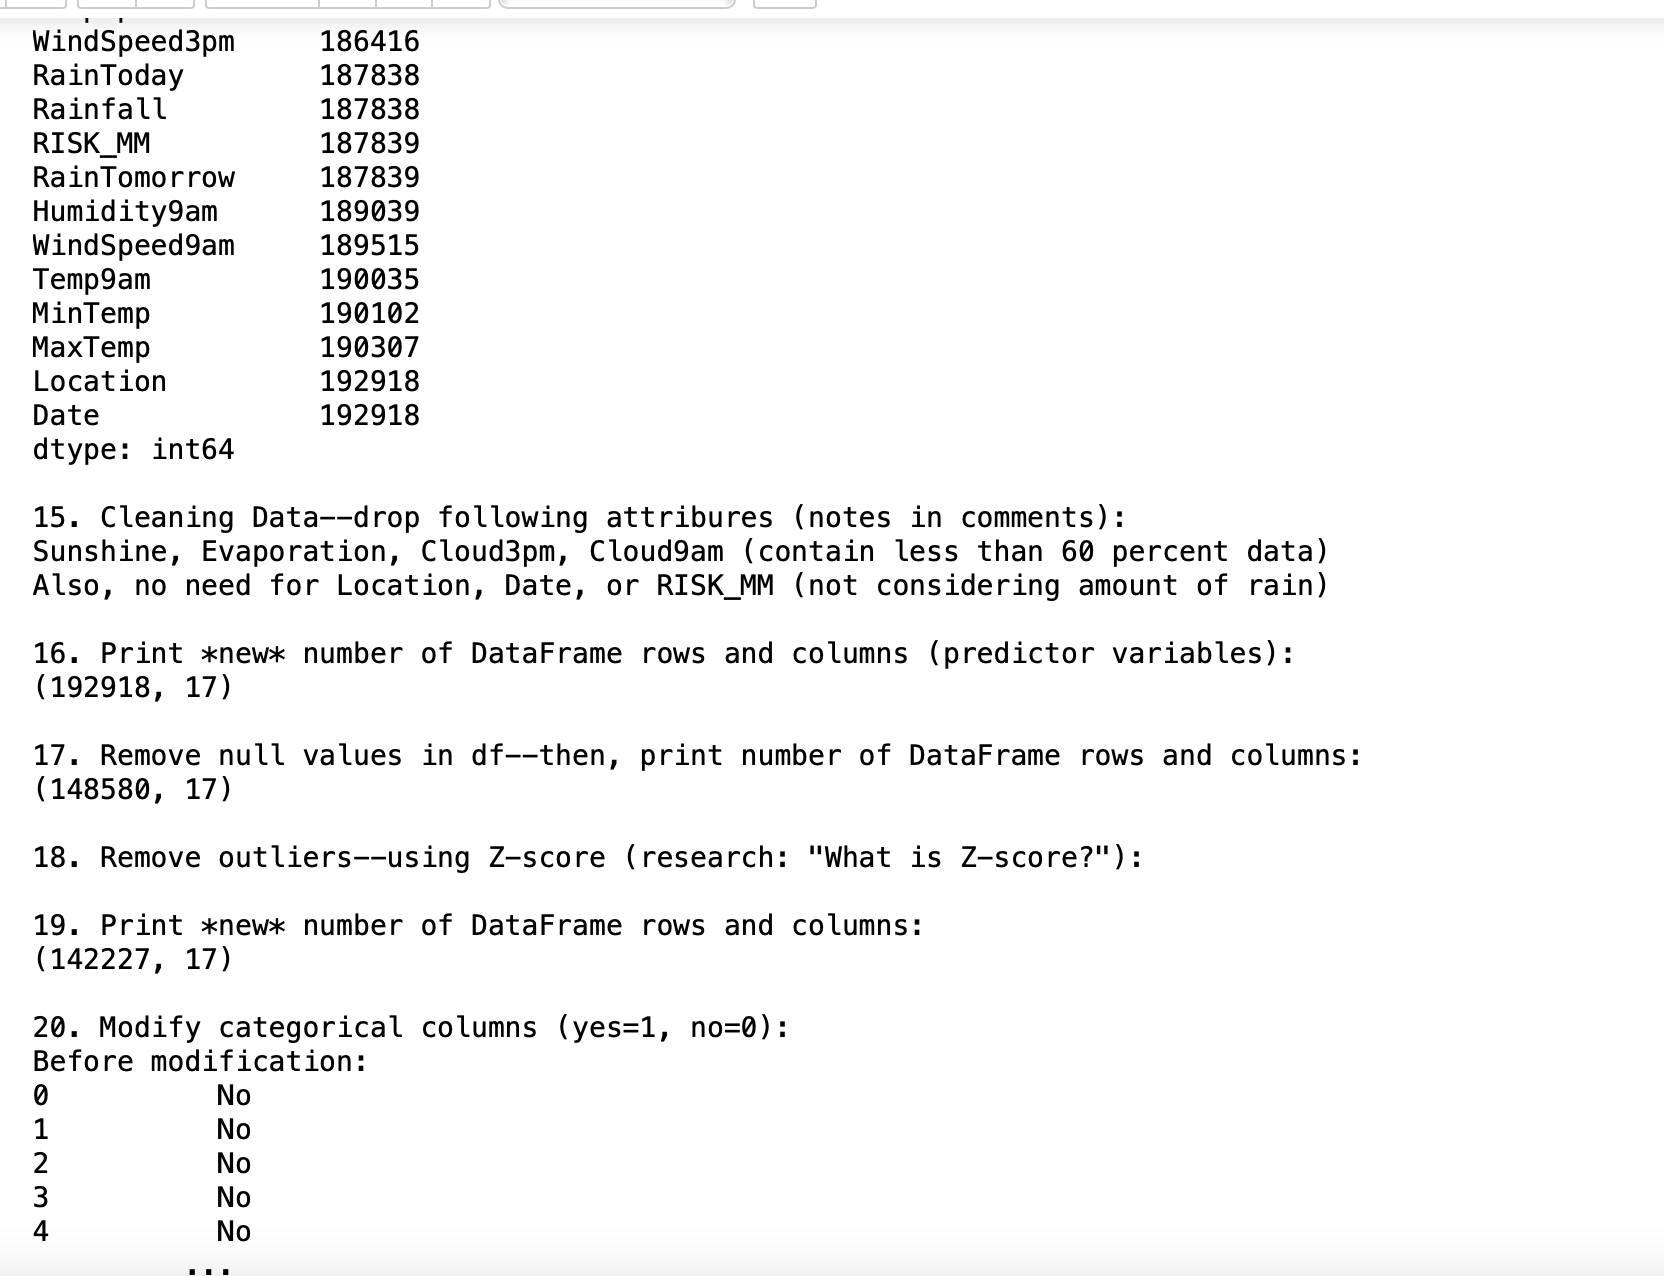 WindSpeed3pm     186416
RainToday        187838
Rainfall         187838
RISK_MM          187839
RainTomorrow     187839
Humidity9am      189039
WindSpeed9am     189515
Temp9am          190035
MinTemp          190102
MaxTemp          190307
Location         192918
Date             192918
dtype: int64
15. Cleaning Data--drop following attribures (notes in comments):
Sunshine, Evaporation, Cloud3pm, Cloud9am (contain less than 60 percent data)
Also, no need for Location, Date, or RISK_MM (not considering amount of rain)
16. Print *new* number of DataFrame rows and columns (predictor variables):
(192918, 17)
17. Remove null values in df--then, print number of DataFrame rows and columns:
(148580, 17)
18. Remove outliers--using Z-score (research: "What is Z-score?"):
19. Print *new* number of DataFrame rows and columns:
(142227, 17)
20. Modify categorical columns (yes=1, no=0):
Before modification:
0          No
1          No
2          No
3          No
4          No
...